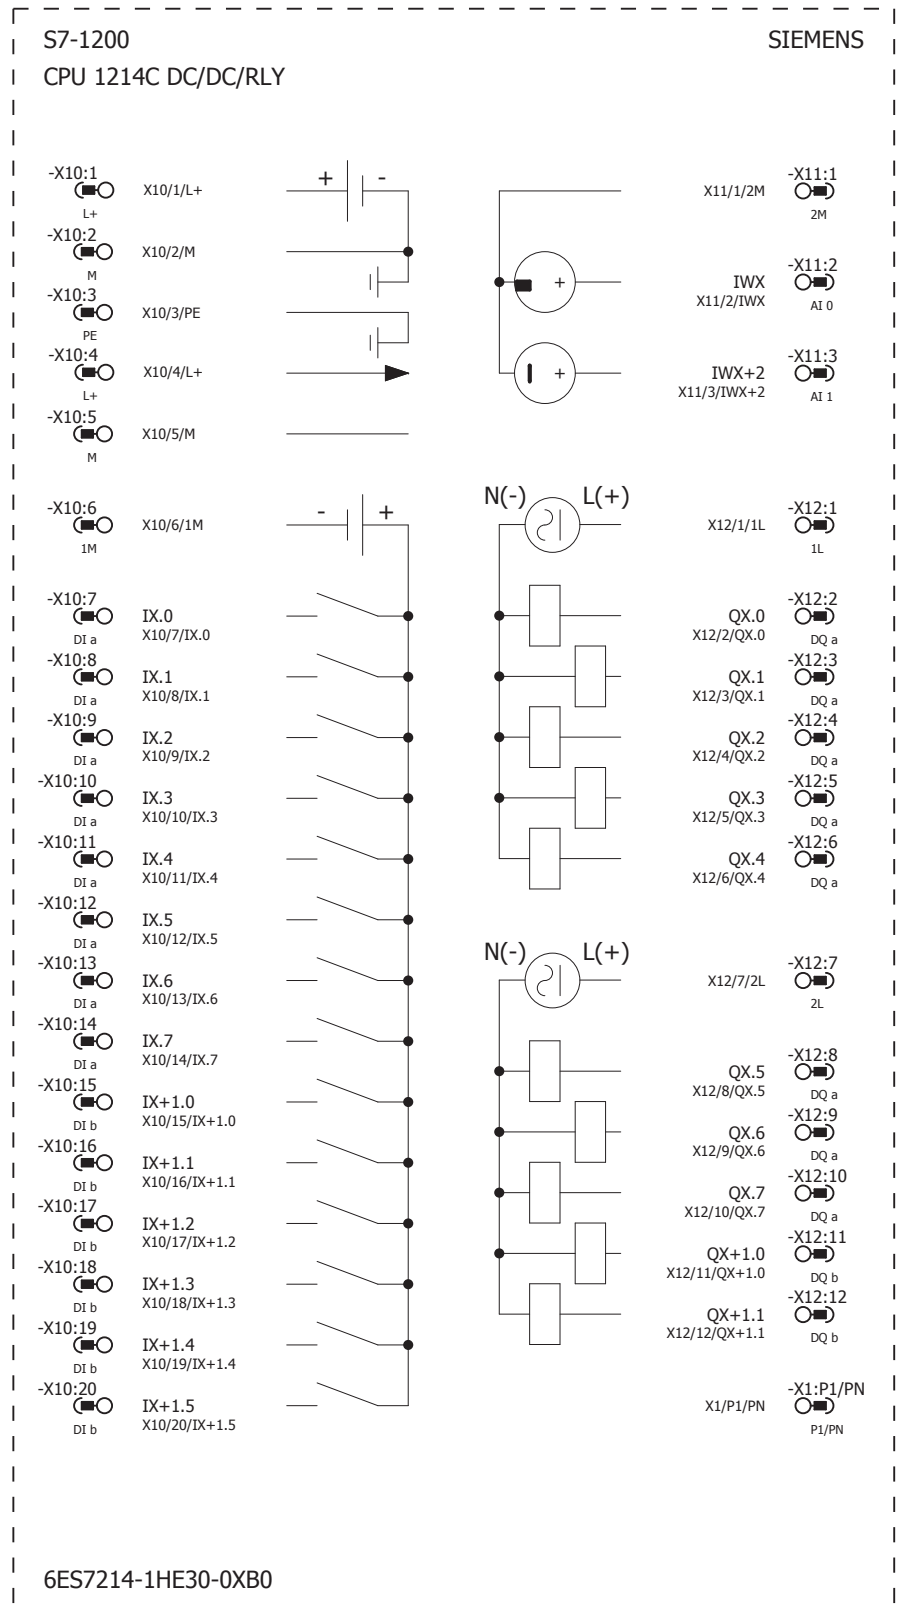 S7-1200
SIEMENS
CPU 1214C DC/DC/RLY
-X10:1
X10/1/L+
L+
+ -
-X10:2
X10/2/M
M
-X10:3
X10/3/PE
PE
-X10:4
X10/4/L+
L+
-X10:5
X10/5/M
M
-X10:6
X10/6/1M
1M
- +
-X10:7
IX.0
X10/7/IX.0
DI a
-X10:8
IX.1
X10/8/IX.1
DI a
-X10:9
IX.2
X10/9/IX.2
DI a
-X10:10
IX.3
X10/10/IX.3
DI a
-X10:11
IX.4
X10/11/IX.4
DI a
-X10:12
IX.5
X10/12/IX.5
DI a
-X10:13
IX.6
X10/13/IX.6
DI a
-X10:14
IX.7
X10/14/IX.7
DI a
-X10:15
IX+1.0
X10/15/IX+1.0
DI b
-X10:16
IX+1.1
X10/16/IX+1.1
DI b
-X10:17
IX+1.2
X10/17/IX+1.2
DI b
-X10:18
IX+1.3
X10/18/IX+1.3
DI b
-X10:19
IX+1.4
X10/19/IX+1.4
DI b
-X10:20
IX+1.5
X10/20/IX+1.5
DI b
-X11:1
X11/1/2M
2M
-X11:2
+
IWX
X11/2/IWX
AI 0
-X11:3
+
IWX+2
X11/3/IWX+2
AI 1
N(-) L(+)
-X12:1
X12/1/1L
1L
-X12:2
QX.0
X12/2/QX.0
DQ a
-X12:3
QX.1
X12/3/QX.1
DQ a
-X12:4
QX.2
X12/4/QX.2
DQ a
-X12:5
QX.3
X12/5/QX.3
DQ a
-X12:6
QX.4
X12/6/QX.4
DQ a
N(-) L(+)
-X12:7
X12/7/2L
2L
-X12:8
QX.5
X12/8/QX.5
DQ a
-X12:9
QX.6
X12/9/QX.6
DQ a
-X12:10
QX.7
X12/10/QX.7
DQ a
-X12:11
QX+1.0
X12/11/QX+1.0
DQ b
-X12:12
QX+1.1
X12/12/QX+1.1
DQ b
-X1:P1/PN
X1/P1/PN
P1/PN
6ES7214-1HE30-0XB0